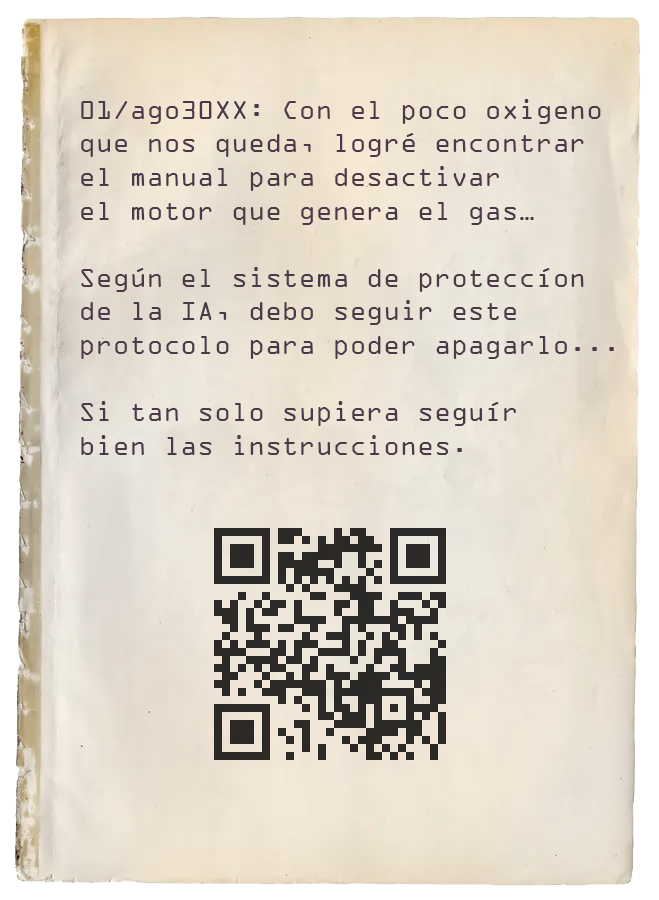 01/ago30XX: Con el poco oxigeno
que nos queda, logré encontrar
el manual para desactivar
el motor que genera el gas…
Según el sistema de proteccíon
de la IA, debo seguir este
protocolo para poder apagarlo...
Si tan solo supiera seguír
bien las instrucciones.